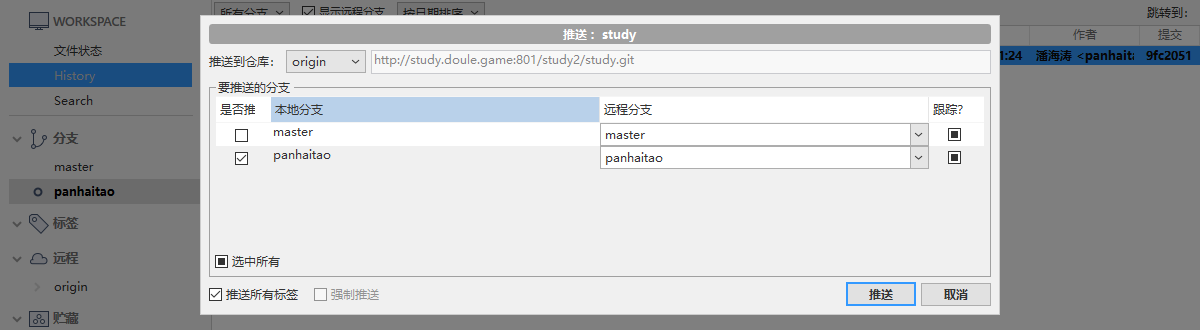 WORKSPACE
文件状态
History
Search
分支
master
panhaitao
标签
远程
origin
贮藏
所有分支
显示远程分支
按日期排序
跳转到:
作者
提交
1:24
潘海涛 <panhaita
9fc2051
推送 : study
推送到仓库:
origin
http://study.doule.game:801/study2/study.git
要推送的分支
是否推
本地分支
远程分支
跟踪?
master
master
panhaitao
panhaitao
选中所有
推送所有标签
强制推送
推送
取消